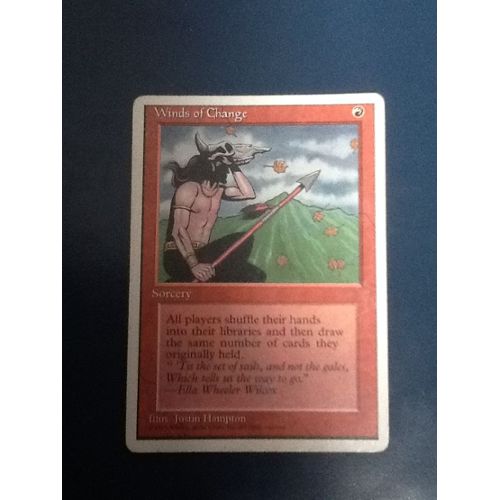 Winds of Change
Sorcery
All players shuffle their hands
into their libraries and then draw
the same number of cards they
originally held.
" 'Tis the set of sails, and not the gales,
Which tells us the way to go."
—Ella Wheeler Wilcox
Illus. Justin Hampton